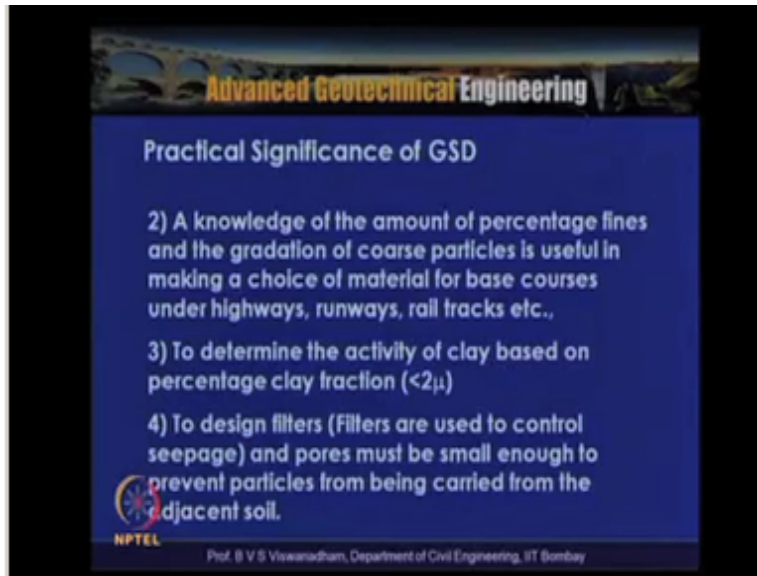 Advanced Geotechnical Engineering
Practical Significance of GSD
2) A knowledge of the amount of percentage fines
and the gradation of coarse particles is useful in
making a choice of material for base courses
under highways, runways, rail tracks etc.,
3) To determine the activity of clay based on
percentage clay fraction (<2μ)
4) To design filters (Filters are used to control
seepage) and pores must be small enough to
prevent particles from being carried from the
adjacent soil.
NPTEL
Prof. B V S Viswanadham, Department of Civil Engineering, IIT Bombay